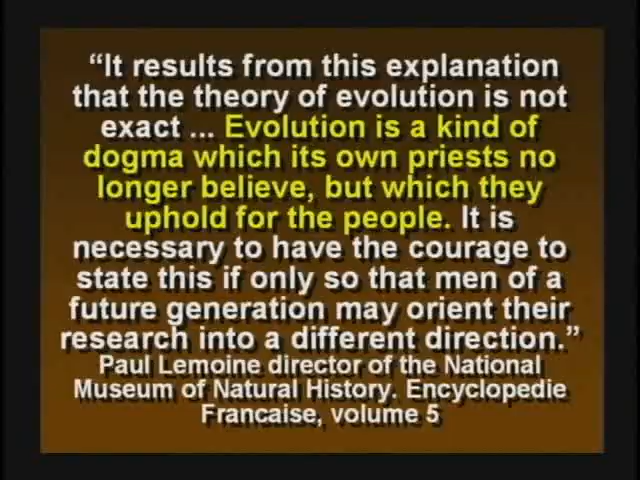 “It results from this explanation
that the theory of evolution is not
exact ... Evolution is a kind of
dogma which its own priests no
longer believe, but which they
uphold for the people. It is
necessary to have the courage to
state this if only so that men of a
future generation may orient their
research into a different direction.”
Paul Lemoine director of the National
Museum of Natural History. Encyclopedie
Francaise, volume 5